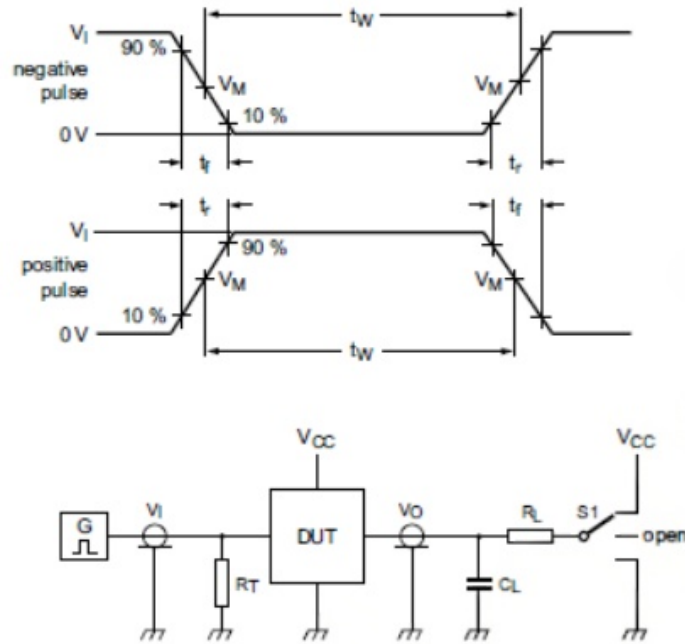 tW
VI
90 %
negative
pulse
VM
VM
10 %
0 V
tf
tr
tr
tf
VI
90 %
positive
pulse
VM
VM
10 %
0 V
tW
VCC
VCC
G
VI
DUT
VO
RL
S1
open
RT
CL